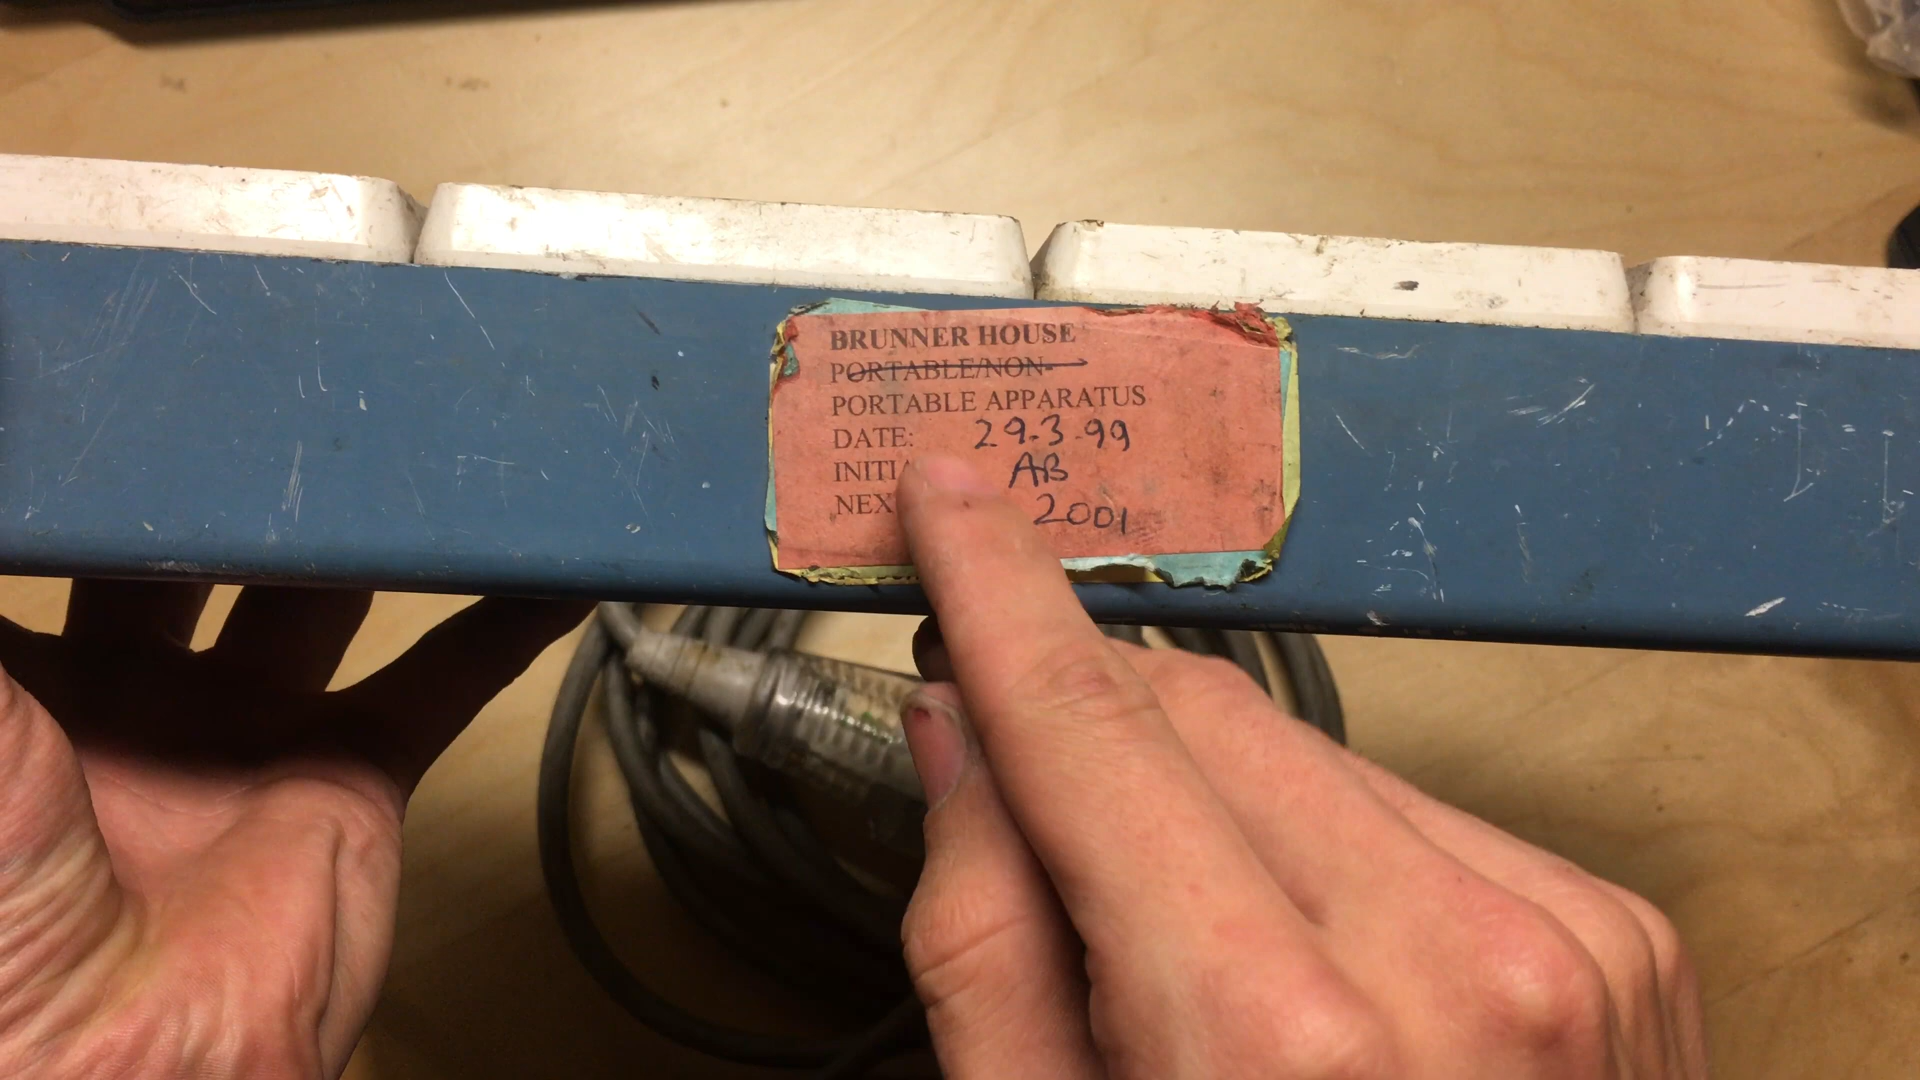 BRUNNER HOUSE
PORTABLE/NON-
PORTABLE APPARATUS
DATE: 29.3.99
AB
2001